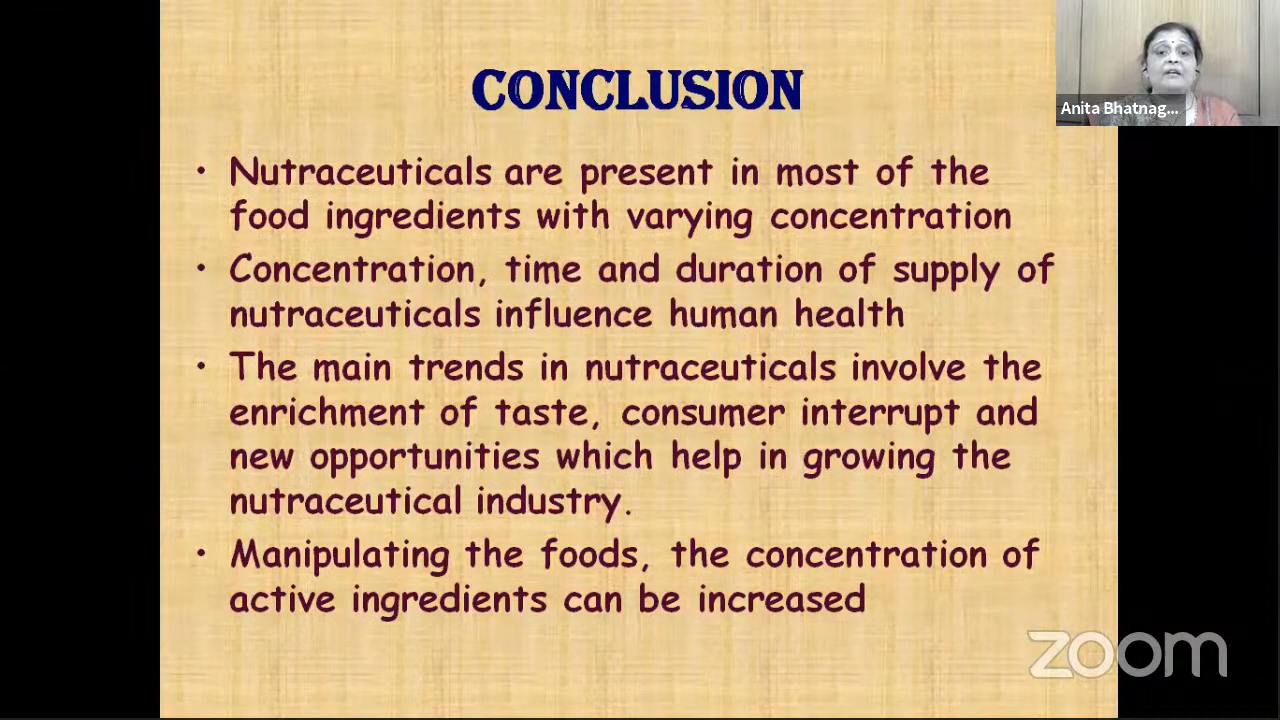 CONCLUSION
Anita Bhatnag...
• Nutraceuticals are present in most of the
food ingredients with varying concentration
• Concentration, time and duration of supply of
nutraceuticals influence human health
• The main trends in nutraceuticals involve the
enrichment of taste, consumer interrupt and
new opportunities which help in growing the
nutraceutical industry.
• Manipulating the foods, the concentration of
active ingredients can be increased
zoom